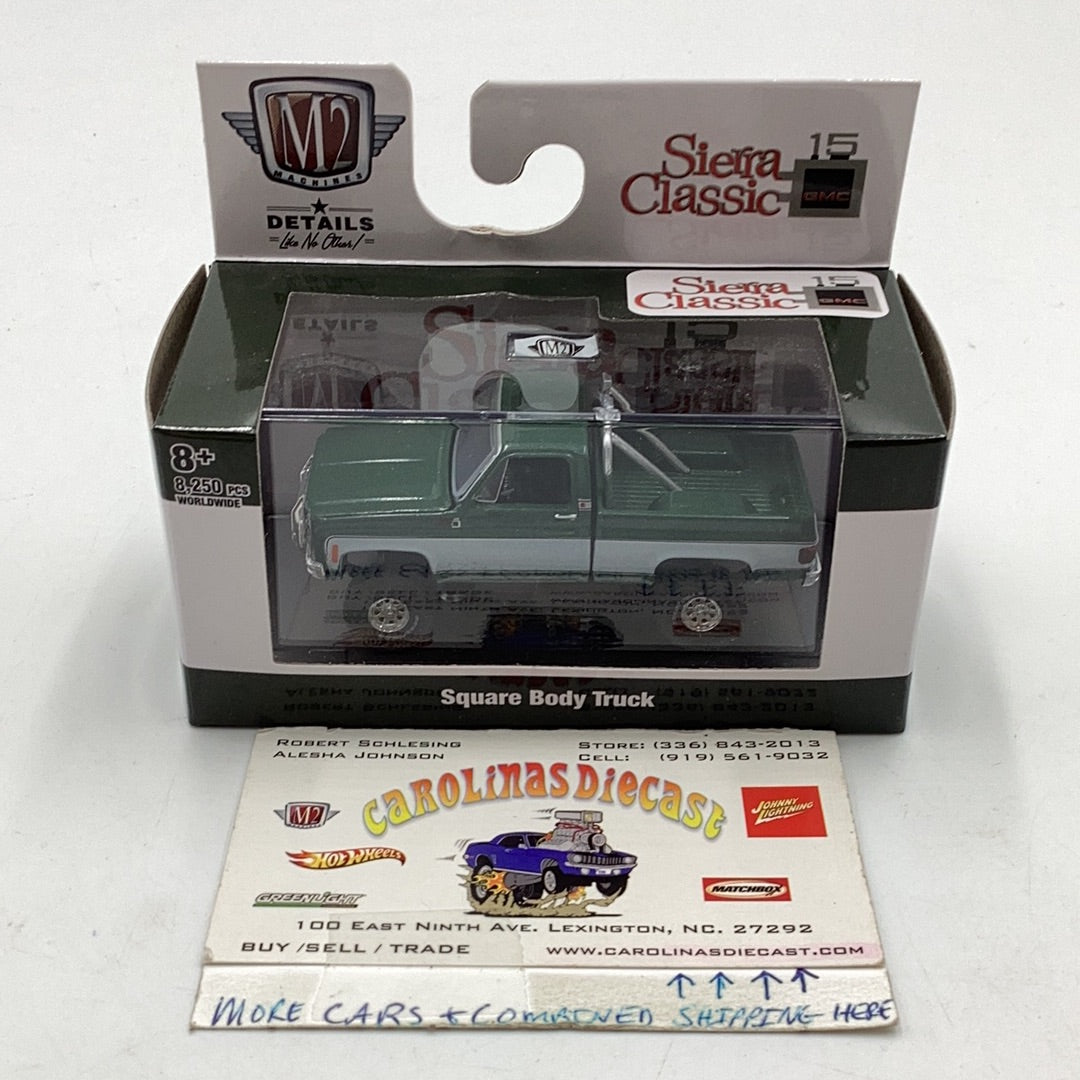 M2
MACHINES
DETAILS
Like No Other!
Sierra 15
Classic GMC
Sierra 15
Classic GMC
M2
8+
8,250 PCS
WORLDWIDE
Square Body Truck
ROBERT SCHLESING STORE: (336) 843-2013
ALESHA JOHNSON CELL: (919) 561-9032
CAROLINAS DIECAST
M2
JOHNNY
LIGHTNING
HOT WHEELS
GREENLIGHT
MATCHBOX
100 EAST NINTH AVE. LEXINGTON, NC. 27292
BUY /SELL / TRADE WWW.CAROLINASDIECAST.COM
↑ ↑ ↑ ↑
MORE CARS + COMBINED SHIPPING HERE